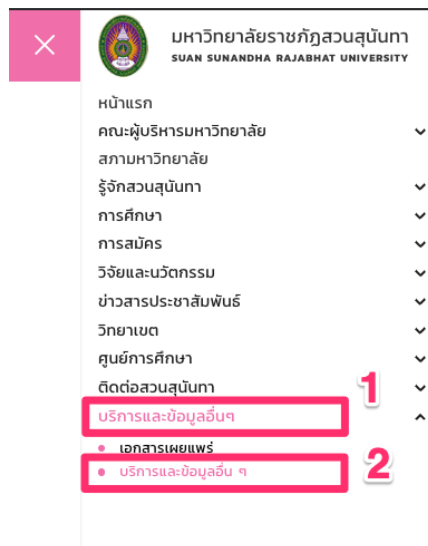 มหาวิทยาลัยราชภัฏสวนสุนันทา
SUAN SUNANDHA RAJABHAT UNIVERSITY
หน้าแรก
คณะผู้บริหารมหาวิทยาลัย
สภามหาวิทยาลัย
รู้จักสวนสุนันทา
การศึกษา
การสมัคร
วิจัยและนวัตกรรม
ข่าวสารประชาสัมพันธ์
วิทยาเขต
ศูนย์การศึกษา
ติดต่อสวนสุนันทา
บริการและข้อมูลอื่นๆ 1
เอกสารเผยแพร่
บริการและข้อมูลอื่น ๆ 2